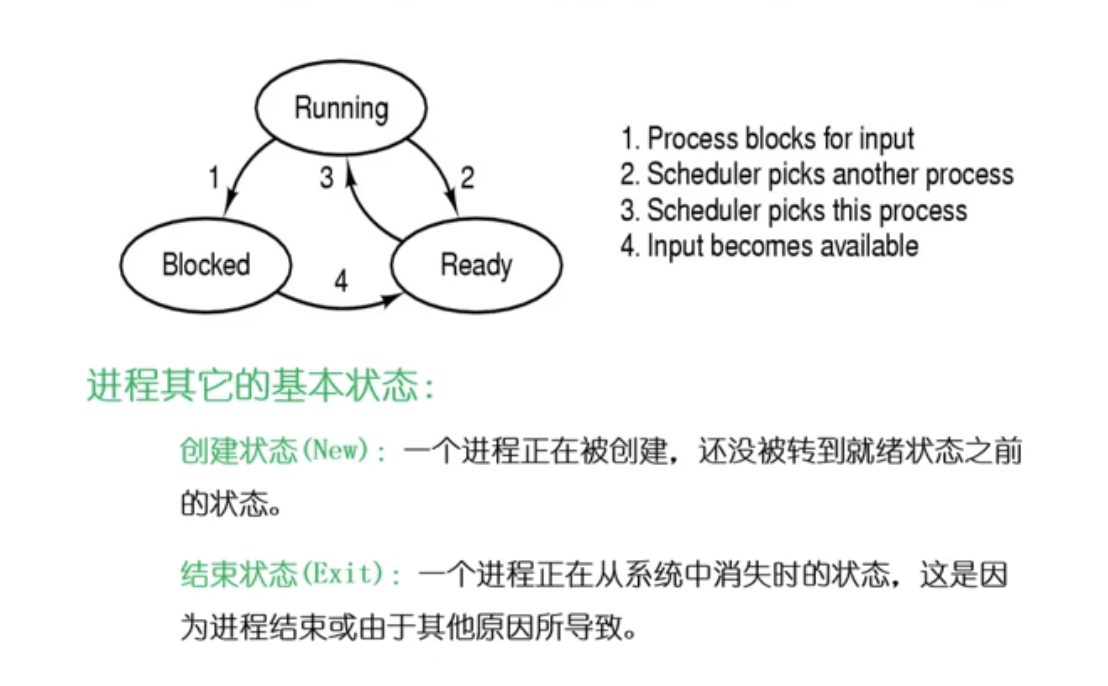 Running
1
3
2
Blocked
4
Ready
1. Process blocks for input
2. Scheduler picks another process
3. Scheduler picks this process
4. Input becomes available
进程其它的基本状态：
创建状态(New)：一个进程正在被创建，还没被转到就绪状态之前
的状态。
结束状态(Exit)：一个进程正在从系统中消失时的状态，这是因
为进程结束或由于其他原因所导致。